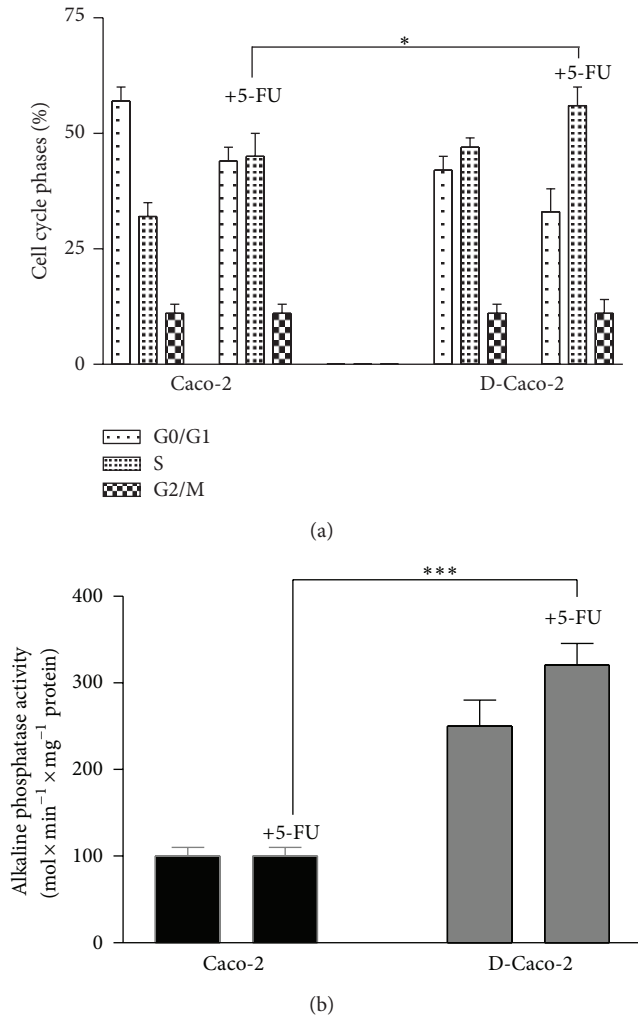 75
50
25
0
Cell cycle phases (%)
*
+5-FU
+5-FU
Caco-2
D-Caco-2
G0/G1
S
G2/M
(a)
400
300
200
100
0
Alkaline phosphatase activity
(mol× min⁻¹ × mg⁻¹ protein)
***
+5-FU
+5-FU
Caco-2
D-Caco-2
(b)